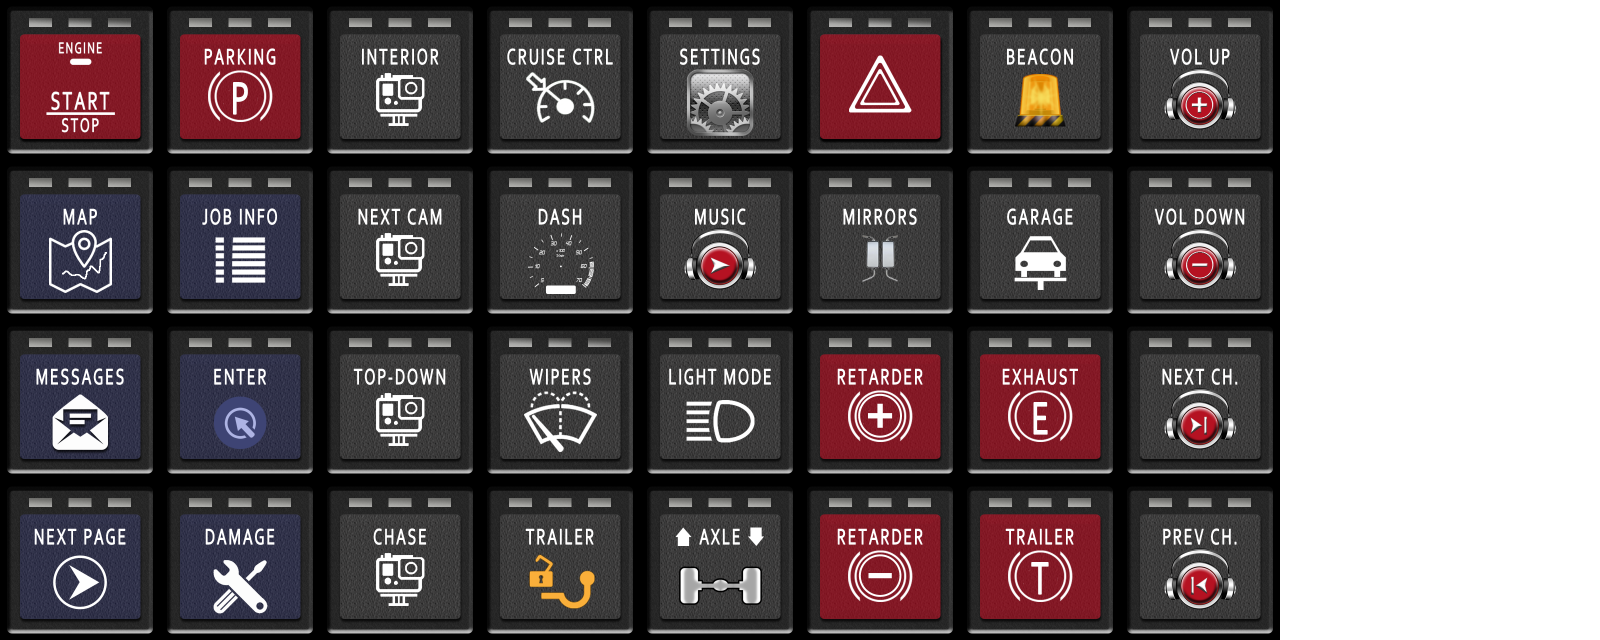 ENGINE
START
STOP
PARKING
P
INTERIOR
CRUISE CTRL
SETTINGS
BEACON
VOL UP
MAP
JOB INFO
NEXT CAM
DASH
MUSIC
MIRRORS
GARAGE
VOL DOWN
MESSAGES
ENTER
TOP-DOWN
WIPERS
LIGHT MODE
RETARDER
EXHAUST
E
NEXT CH.
NEXT PAGE
DAMAGE
CHASE
TRAILER
AXLE
RETARDER
TRAILER
T
PREV CH.